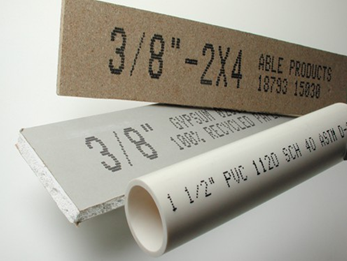 3/8"-2X4
ABLE PRODUCTS
18793 15030
3/8"
GYPSUM
100% RECYCLED
1 1/2" PVC 1120 SCH 40 ASTM D-